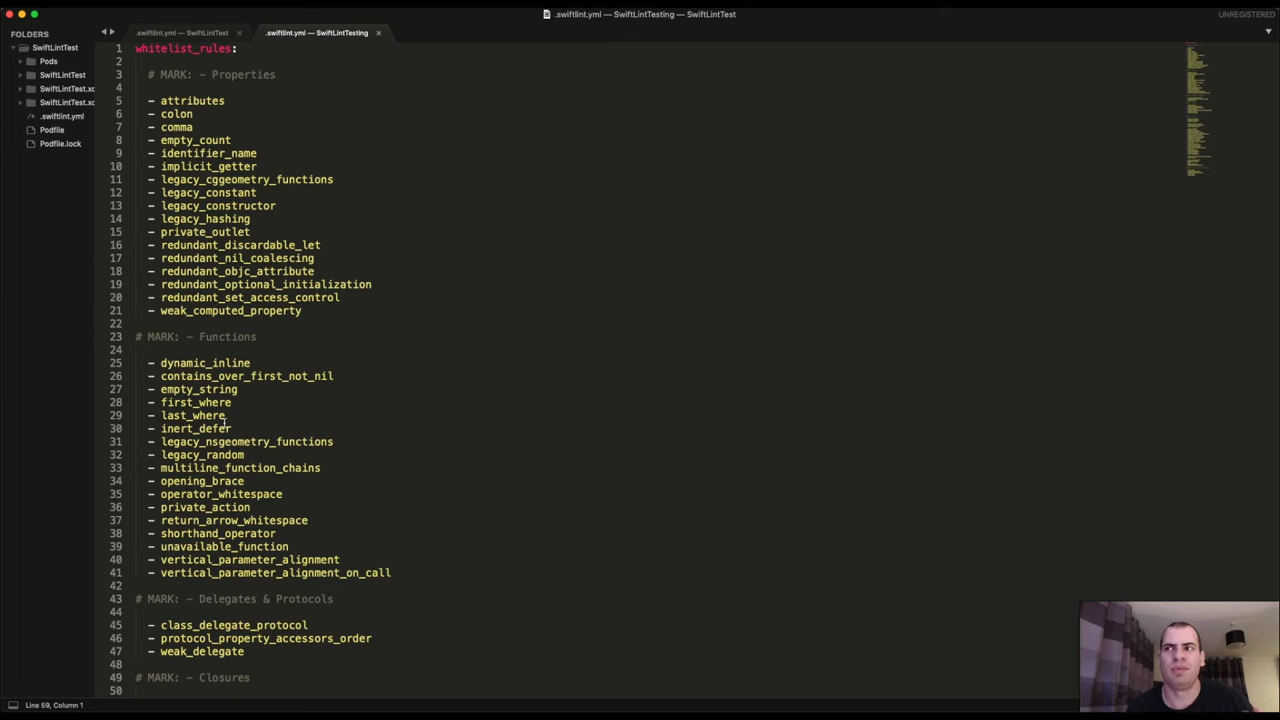 .swiftlint.yml — SwiftLintTesting — SwiftLintTest
UNREGISTERED
FOLDERS
SwiftLintTest
Pods
SwiftLintTest
SwiftLintTest.xc
SwiftLintTest.xc
.swiftlint.yml
Podfile
Podfile.lock
.swiftlint.yml — SwiftLintTest
.swiftlint.yml — SwiftLintTesting
1 whitelist_rules:
2
3 # MARK: - Properties
4
5 - attributes
6 - colon
7 - comma
8 - empty_count
9 - identifier_name
10 - implicit_getter
11 - legacy_cggeometry_functions
12 - legacy_constant
13 - legacy_constructor
14 - legacy_hashing
15 - private_outlet
16 - redundant_discardable_let
17 - redundant_nil_coalescing
18 - redundant_objc_attribute
19 - redundant_optional_initialization
20 - redundant_set_access_control
21 - weak_computed_property
22
23 # MARK: - Functions
24
25 - dynamic_inline
26 - contains_over_first_not_nil
27 - empty_string
28 - first_where
29 - last_where
30 - inert_defer
31 - legacy_nsgeometry_functions
32 - legacy_random
33 - multiline_function_chains
34 - opening_brace
35 - operator_whitespace
36 - private_action
37 - return_arrow_whitespace
38 - shorthand_operator
39 - unavailable_function
40 - vertical_parameter_alignment
41 - vertical_parameter_alignment_on_call
42
43 # MARK: - Delegates & Protocols
44
45 - class_delegate_protocol
46 - protocol_property_accessors_order
47 - weak_delegate
48
49 # MARK: - Closures
50
Line 59, Column 1